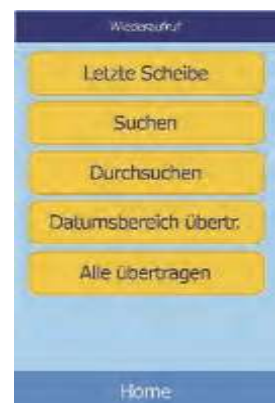 Wiederaufruf
Letzte Scheibe
Suchen
Durchsuchen
Datumsbereich übertr.
Alle übertragen
Home